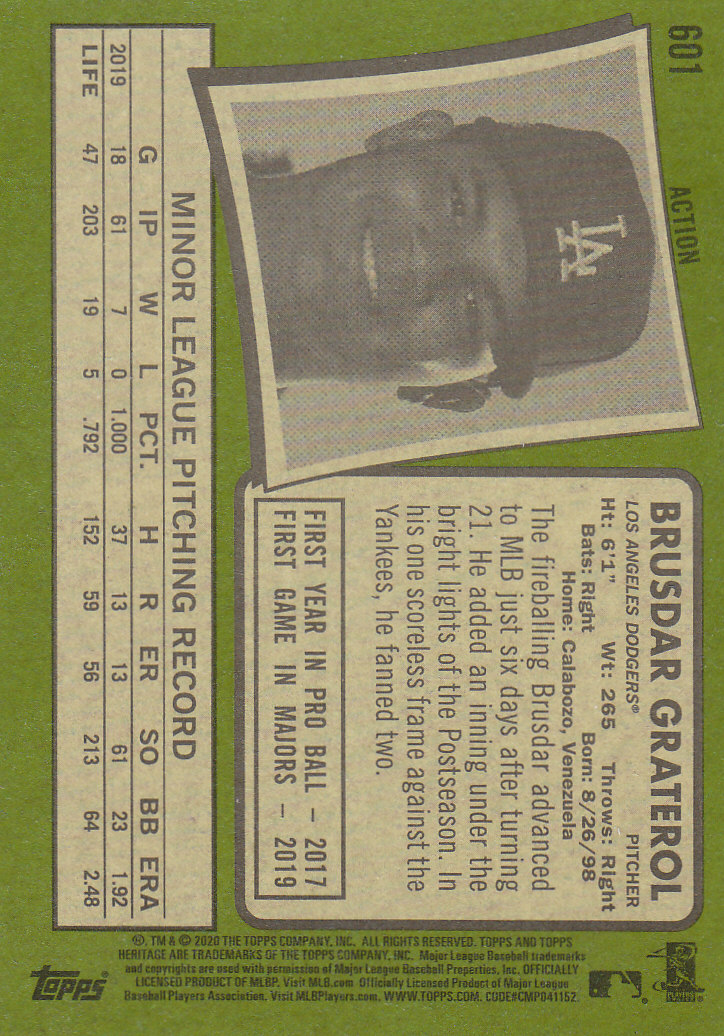 601
ACTION
LA
BRUSDAR GRATEROL
LOS ANGELES DODGERS® PITCHER
Ht: 6'1" Wt: 265 Throws: Right
Bats: Right Born: 8/26/98
Home: Calabozo, Venezuela
The fireballing Brusdar advanced
to MLB just six days after turning
21. He added an inning under the
bright lights of the Postseason. In
his one scoreless frame against the
Yankees, he fanned two.
FIRST YEAR IN PRO BALL – 2017
FIRST GAME IN MAJORS – 2019
MINOR LEAGUE PITCHING RECORD
G IP W L PCT. H R ER SO BB ERA
2019 18 61 7 0 1.000 37 13 13 61 23 1.92
LIFE 47 203 19 5 .792 152 59 56 213 64 2.48
®, TM & © 2020 THE TOPPS COMPANY, INC. ALL RIGHTS RESERVED. TOPPS AND TOPPS
HERITAGE ARE TRADEMARKS OF THE TOPPS COMPANY, INC. Major League Baseball trademarks
and copyrights are used with permission of Major League Baseball Properties, Inc. OFFICIALLY
LICENSED PRODUCT OF MLBP. Visit MLB.com Officially Licensed Product of Major League
Baseball Players Association. Visit MLBPlayers.com. WWW.TOPPS.COM. CODE#CMP041152
TOPPS®